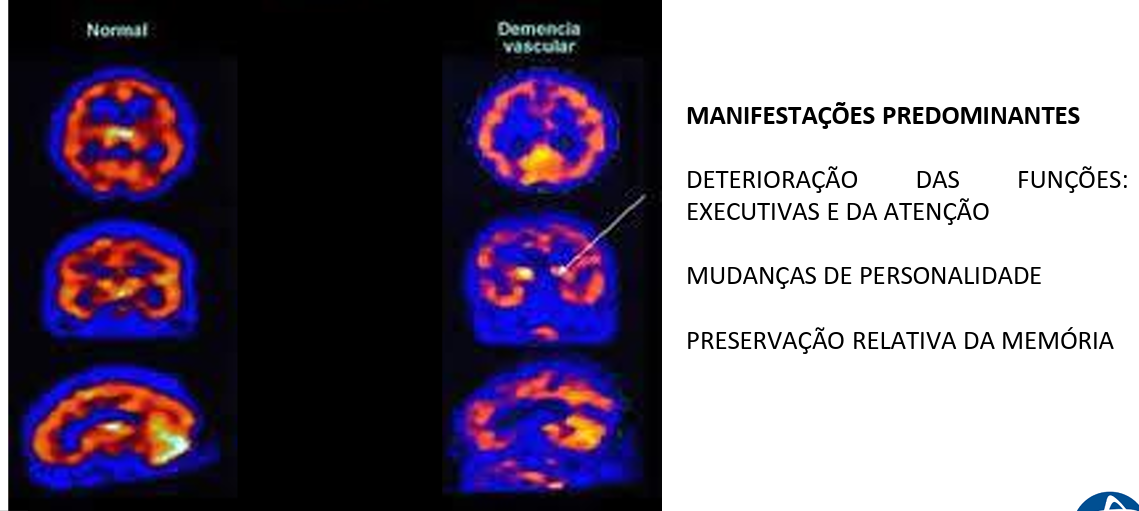 Normal
Demencia
vascular
MANIFESTAÇÕES PREDOMINANTES
DETERIORAÇÃO DAS FUNÇÕES:
EXECUTIVAS E DA ATENÇÃO
MUDANÇAS DE PERSONALIDADE
PRESERVAÇÃO RELATIVA DA MEMÓRIA